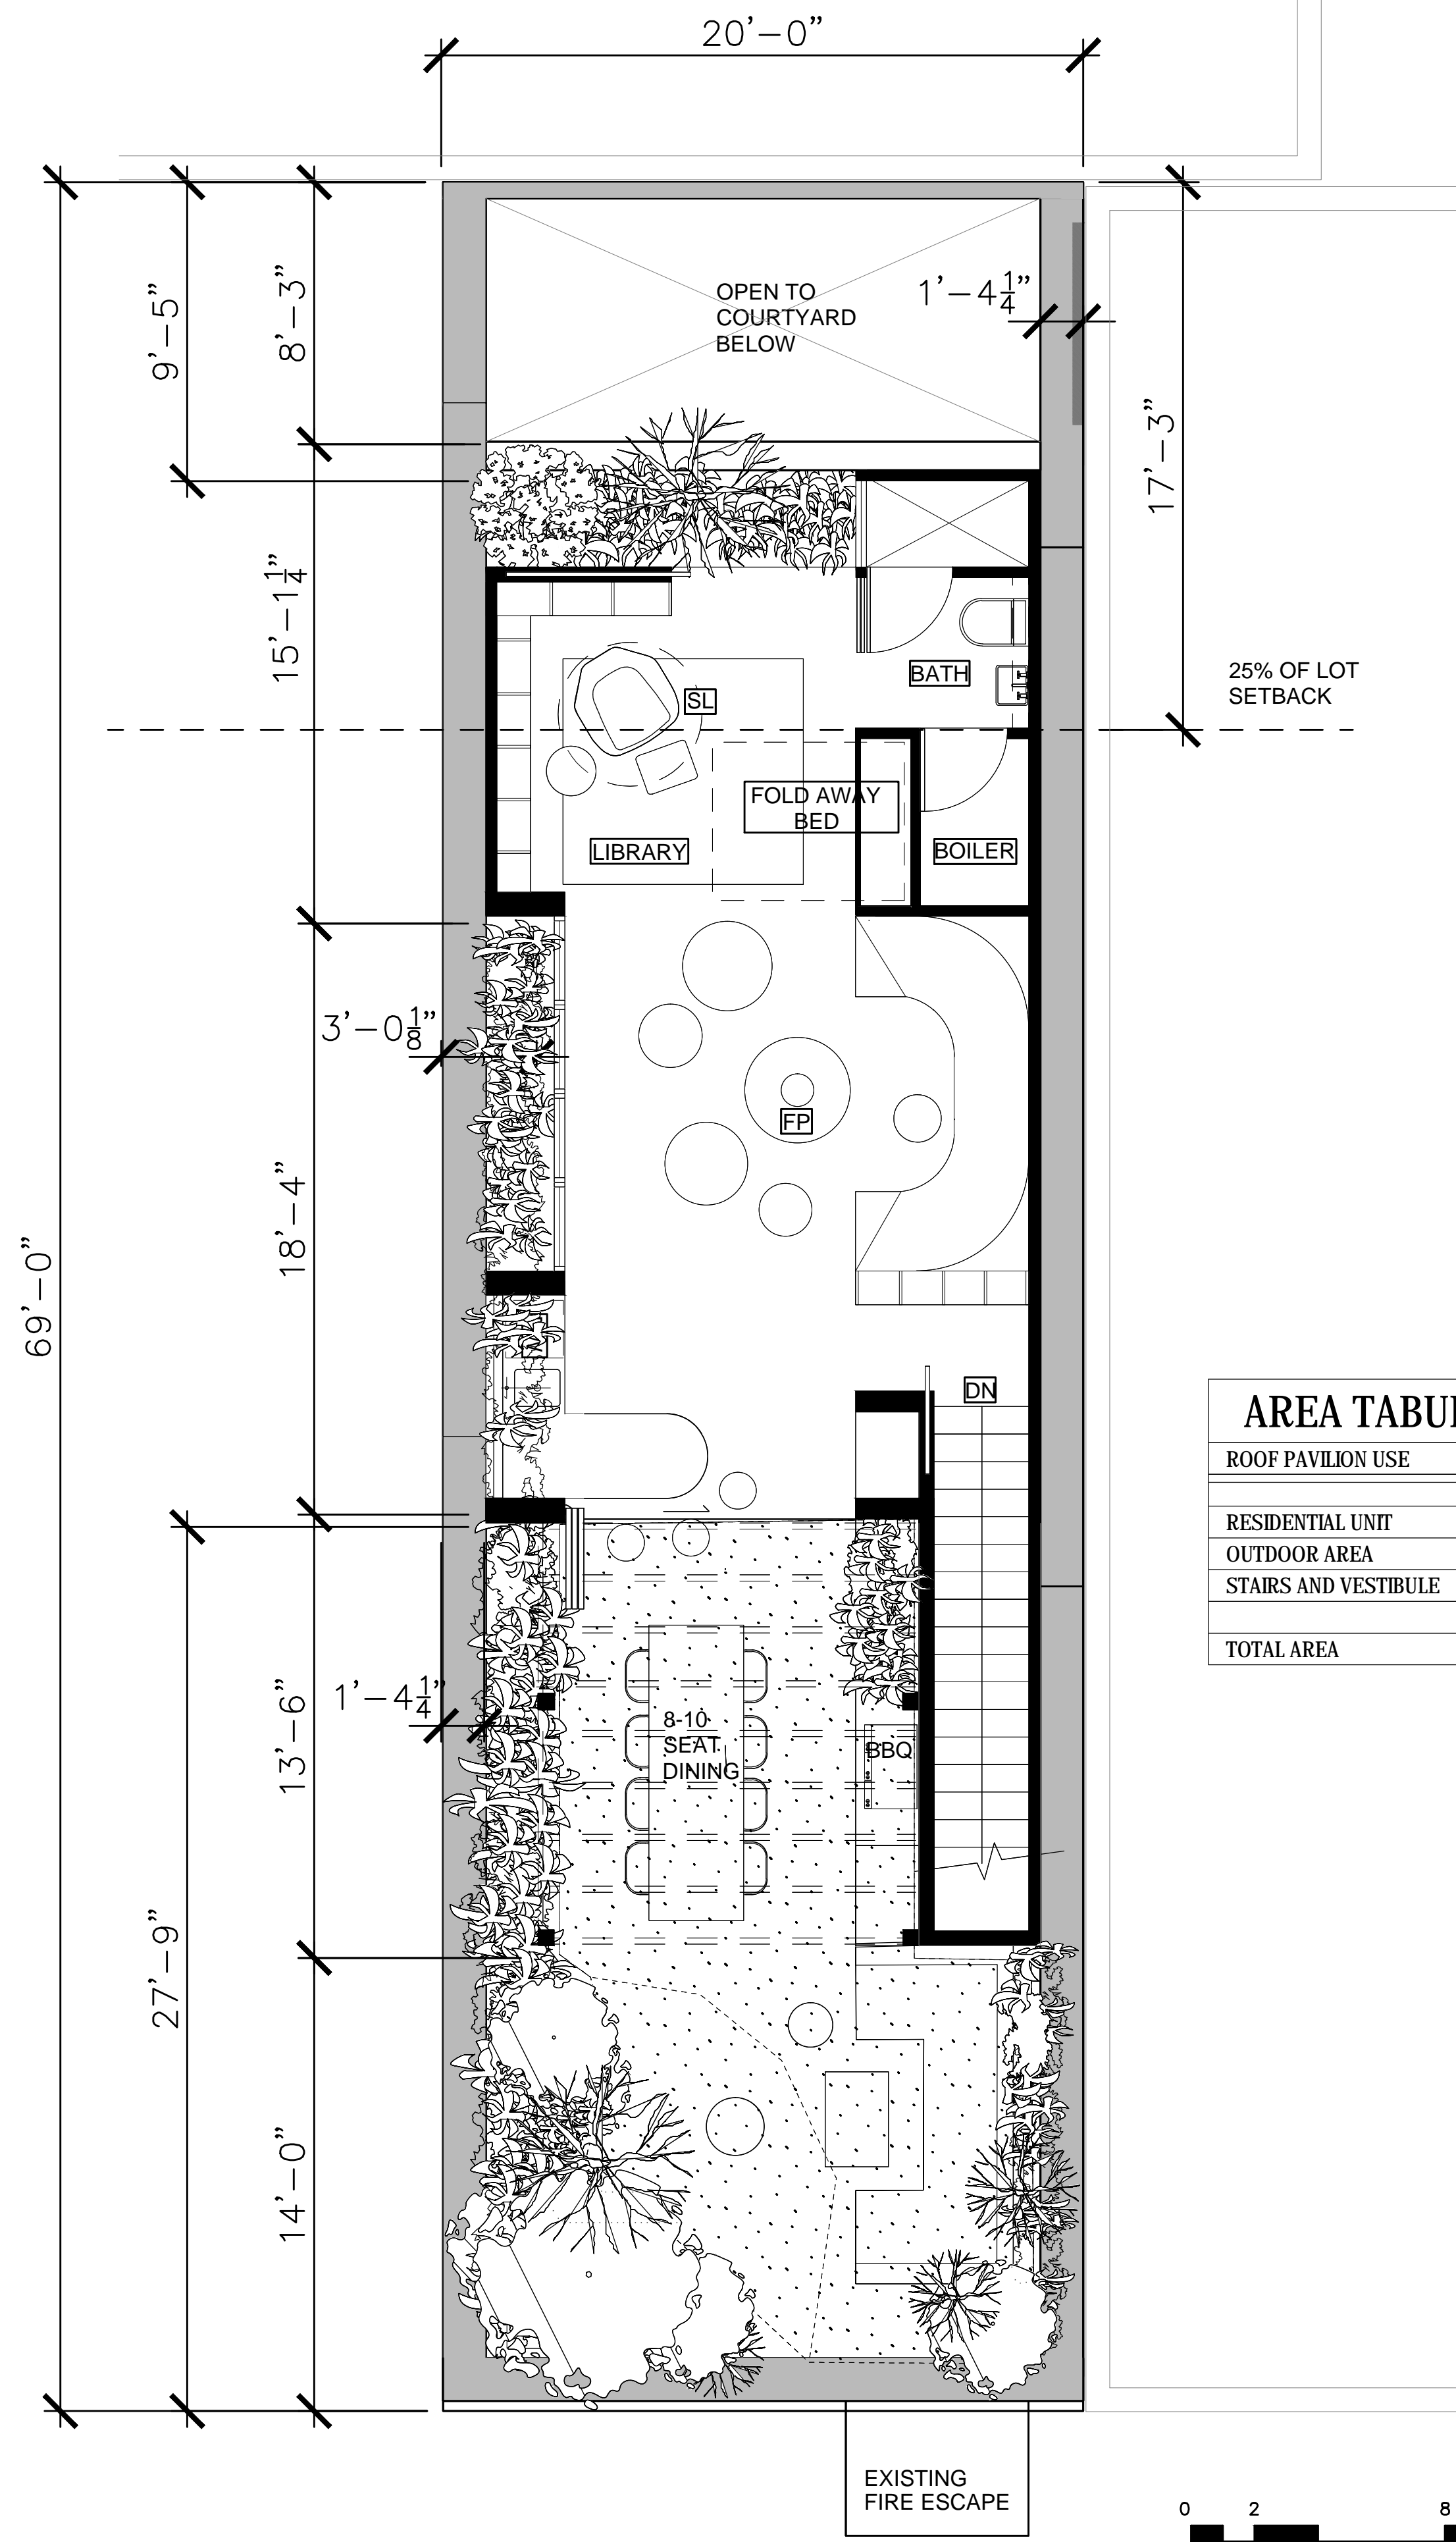 20'-0"
9'-5"
8'-3"
OPEN TO
COURTYARD
BELOW
1'-4 1/4"
17'-3"
15'-1 1/4"
BATH
SL
25% OF LOT
SETBACK
FOLD AWAY
BED
LIBRARY
BOILER
3'-0 1/8"
FP
18'-4"
69'-0"
DN
AREA TABU
ROOF PAVILION USE
RESIDENTIAL UNIT
OUTDOOR AREA
STAIRS AND VESTIBULE
TOTAL AREA
1'-4 1/4"
13'-6"
8-10
SEAT
DINING
BBQ
27'-9"
14'-0"
EXISTING
FIRE ESCAPE
0 2 8